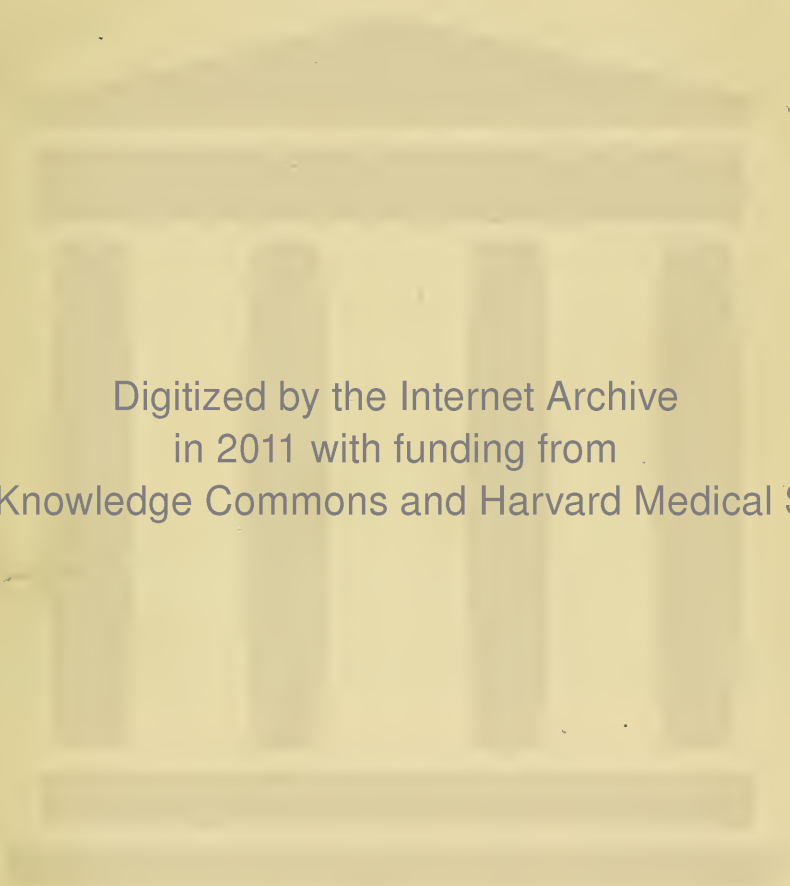 Digitized by the Internet Archive
in 2011 with funding from
Knowledge Commons and Harvard Medical